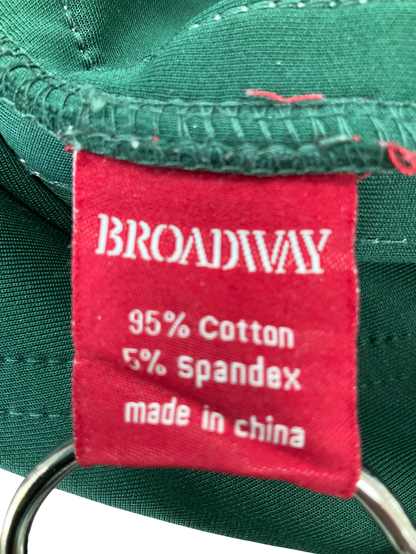 BROADWAY
95% Cotton
5% spandex
made in china